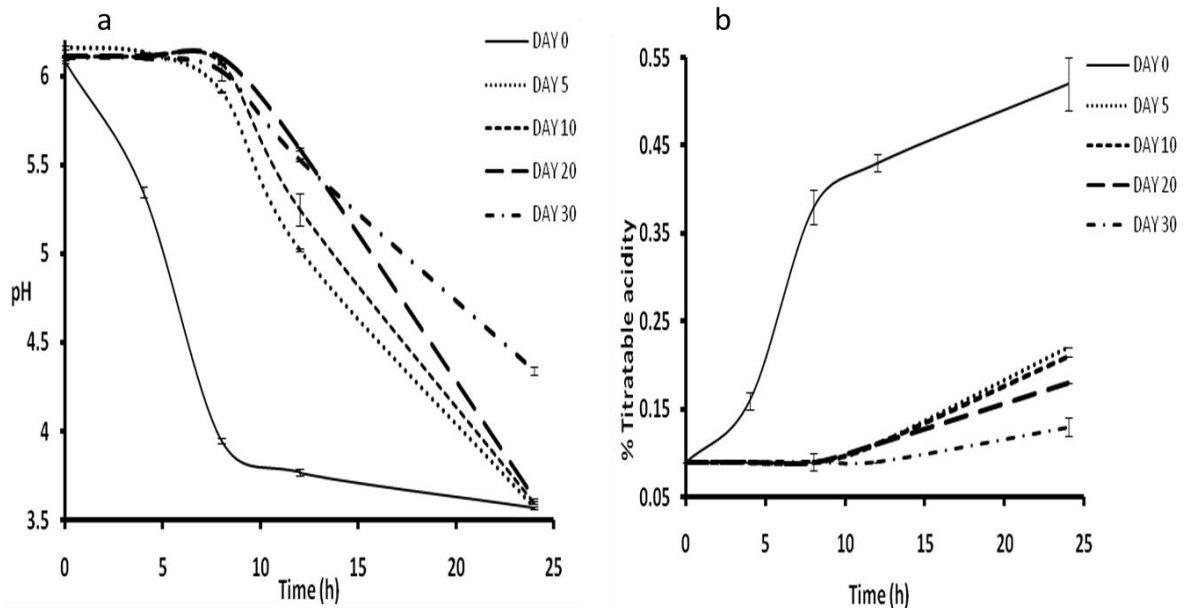 a
6
5.5
5
4.5
4
3.5
pH
0
5
10
15
20
25
Time (h)
DAY 0
DAY 5
DAY 10
DAY 20
DAY 30
b
0.55
0.45
0.35
0.25
0.15
0.05
% Titratable acidity
0
5
10
15
20
25
Time (h)
DAY 0
DAY 5
DAY 10
DAY 20
DAY 30